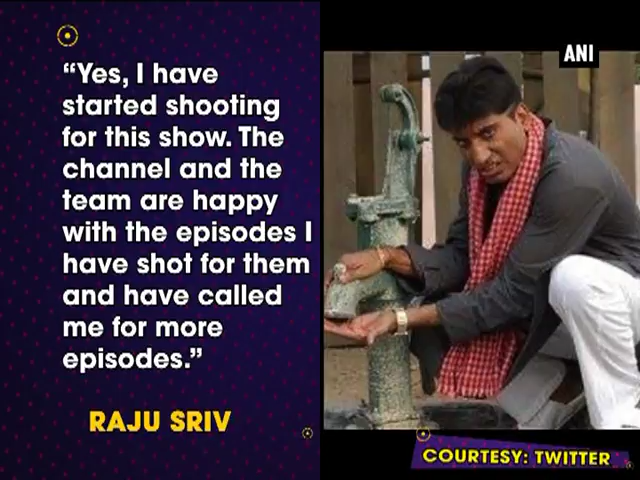 “Yes, I have
started shooting
for this show. The
channel and the
team are happy
with the episodes I
have shot for them
and have called
me for more
episodes.”
RAJU SRIV
ANI
COURTESY: TWITTER